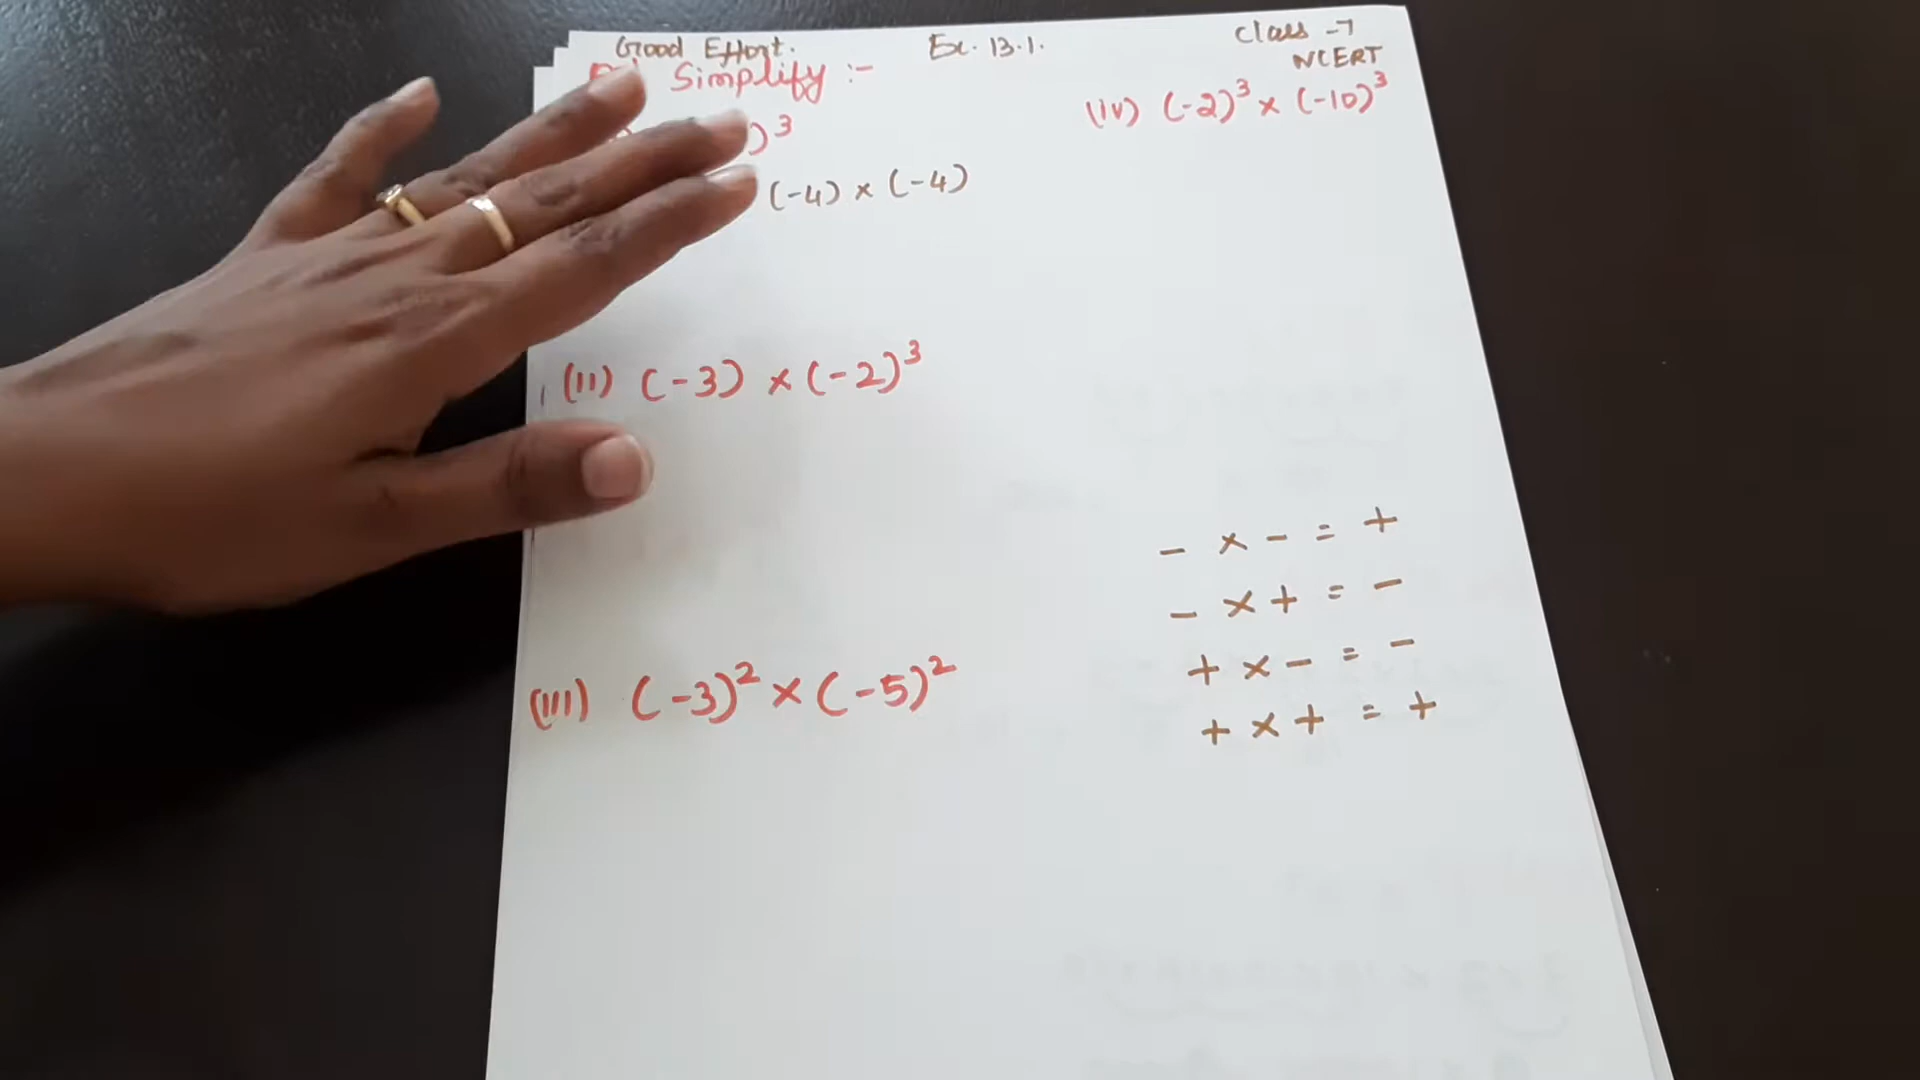 Good Effort. Ex. 13.1. Class -7
NCERT
Simplify :-
)³
(-4) × (-4)
(ii) (-3) × (-2)³
(iii) (-3)² × (-5)²
(iv) (-2)³ × (-10)³
- × - = +
- × + = -
+ × - = -
+ × + = +